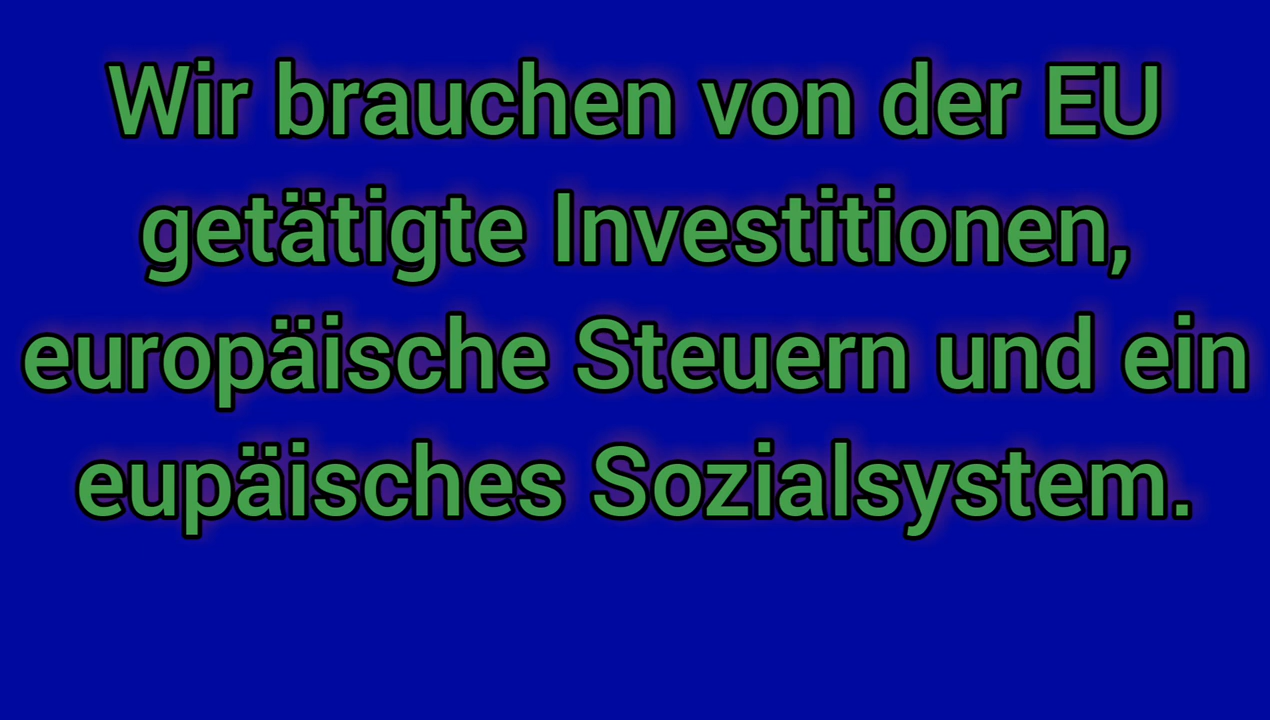 Wir brauchen von der EU
getätigte Investitionen,
europäische Steuern und ein
eupäisches Sozialsystem.